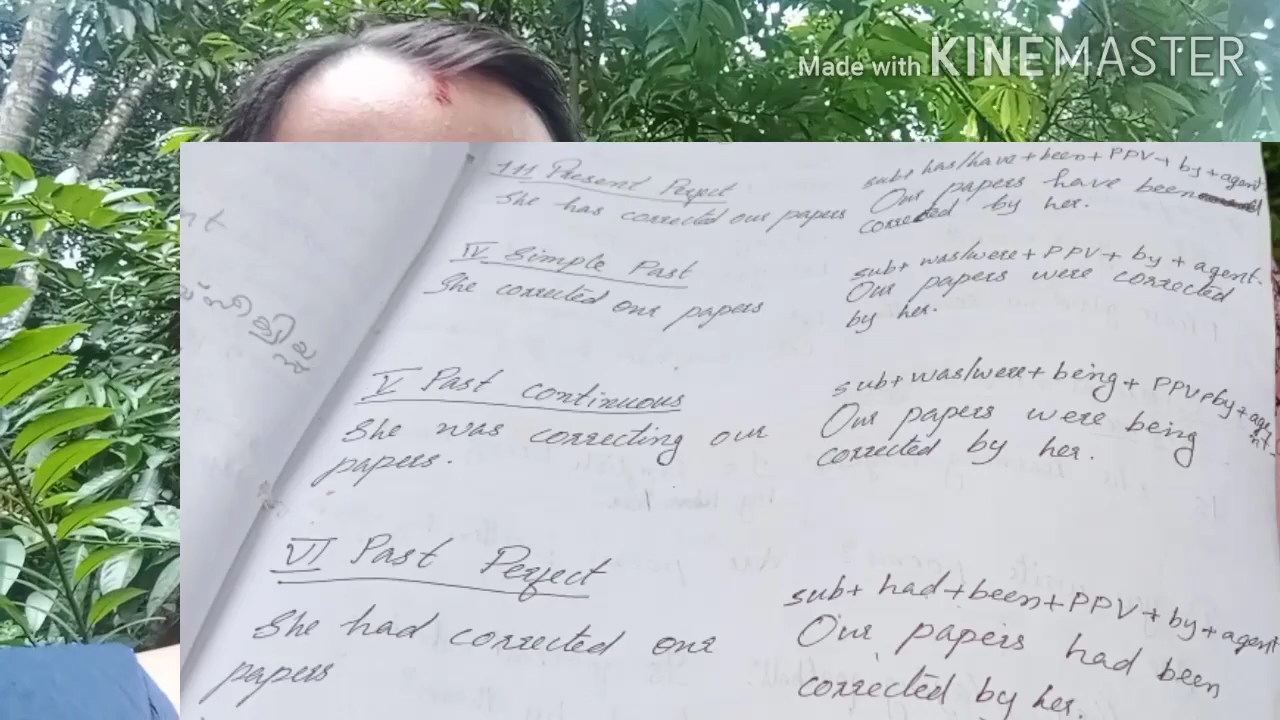 Made with KINEMASTER
III Present Perfect
She has corrected our papers
sub+ has/have+been+ PPV+ by+agent
Our papers have been
corrected by her.
IV Simple Past
She corrected our papers
sub+ was/were+ PPV+ by + agent.
Our papers were corrected
by her.
V Past continuous
She was correcting our
papers.
sub+ was/were+ being+ PPV+by+agent.
Our papers were being
corrected by her.
VI Past Perfect
She had corrected our
papers
sub+ had+been+PPV+by+agent
Our papers had been
corrected by her.